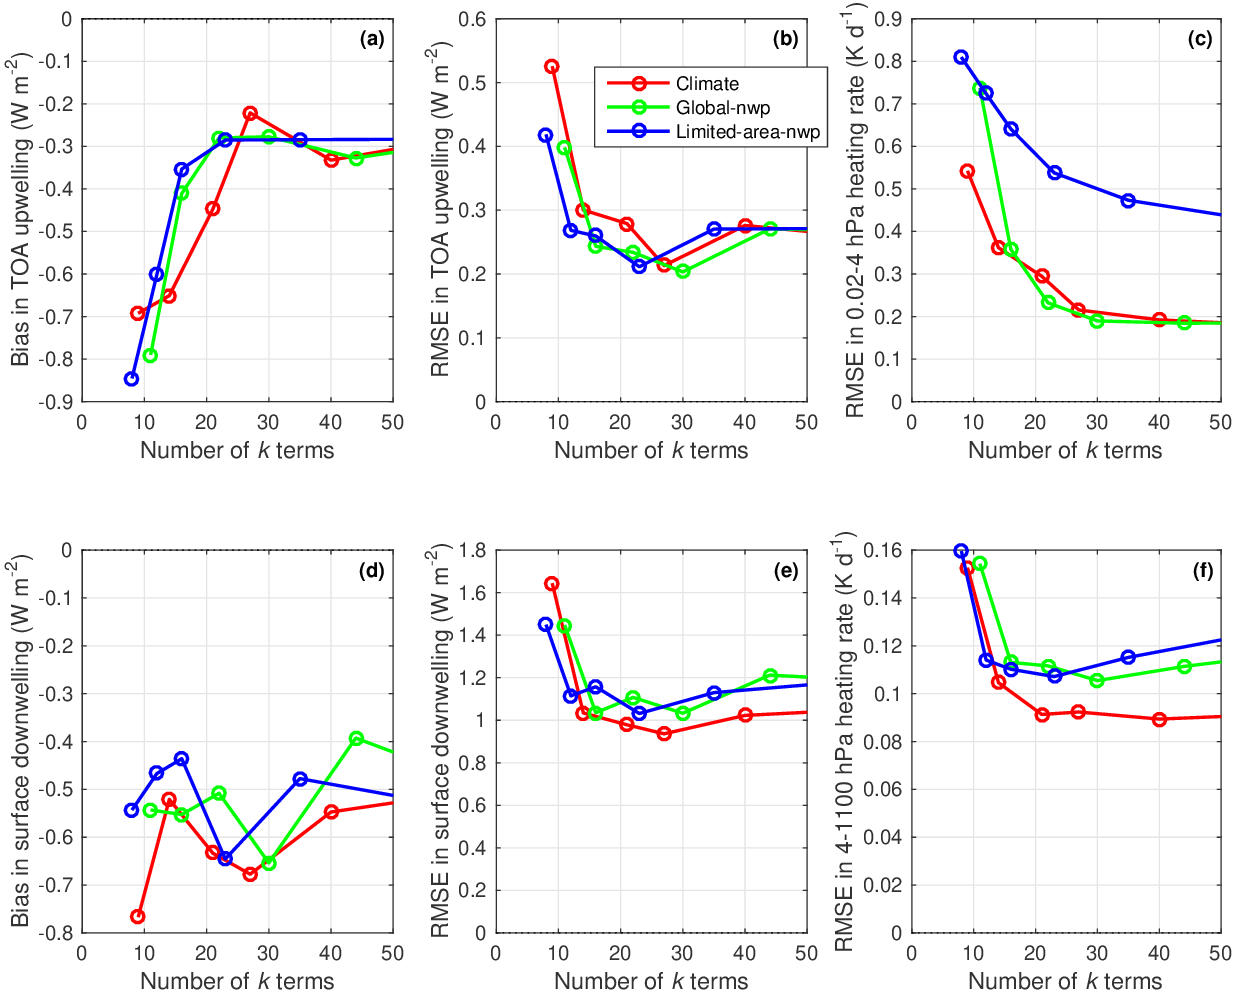 0
-0.1
-0.2
-0.3
-0.4
-0.5
-0.6
-0.7
-0.8
-0.9
0 10 20 30 40 50
Number of k terms
Bias in TOA upwelling (W m-2)
(a)
0.6
0.5
0.4
0.3
0.2
0.1
0
0 10 20 30 40 50
Number of k terms
RMSE in TOA upwelling (W m-2)
(b)
Climate
Global-nwp
Limited-area-nwp
0.9
0.8
0.7
0.6
0.5
0.4
0.3
0.2
0.1
0
0 10 20 30 40 50
Number of k terms
RMSE in 0.02-4 hPa heating rate (K d-1)
(c)
0
-0.1
-0.2
-0.3
-0.4
-0.5
-0.6
-0.7
-0.8
0 10 20 30 40 50
Number of k terms
Bias in surface downwelling (W m-2)
(d)
1.8
1.6
1.4
1.2
1
0.8
0.6
0.4
0.2
0
0 10 20 30 40 50
Number of k terms
RMSE in surface downwelling (W m-2)
(e)
0.16
0.14
0.12
0.1
0.08
0.06
0.04
0.02
0
0 10 20 30 40 50
Number of k terms
RMSE in 4-1100 hPa heating rate (K d-1)
(f)